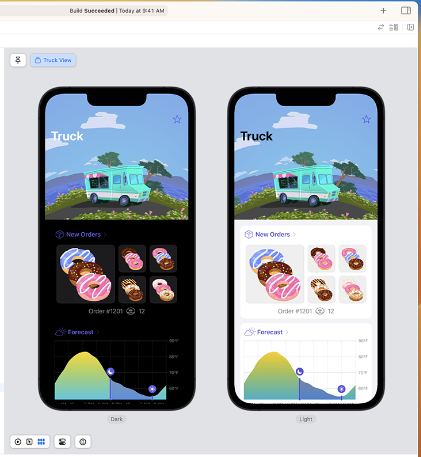 Build Succeeded | Today at 9:41 AM
Truck View
Truck
New Orders
Order #1201 12
Forecast
90°F
80°F
70°F
60°F
Dark
Truck
New Orders
Order #1201 12
Forecast
90°F
80°F
70°F
60°F
Light